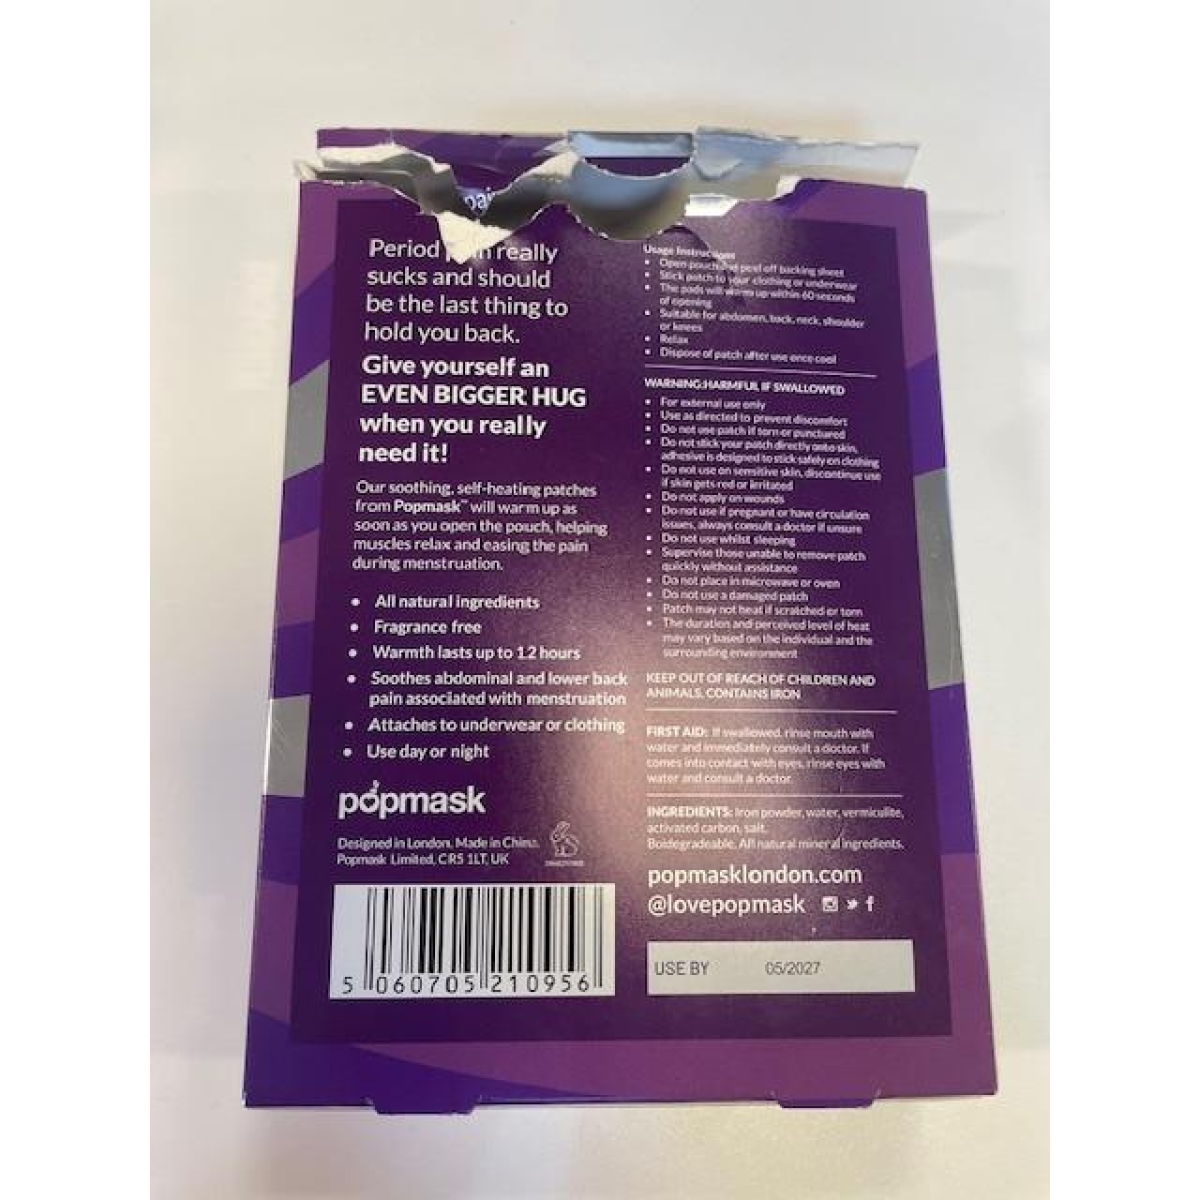 pai
Period pain really
sucks and should
be the last thing to
hold you back.
Give yourself an
EVEN BIGGER HUG
when you really
need it!
Our soothing, self-heating patches
from Popmask™ will warm up as
soon as you open the pouch, helping
muscles relax and easing the pain
during menstruation.
• All natural ingredients
• Fragrance free
• Warmth lasts up to 12 hours
• Soothes abdominal and lower back
pain associated with menstruation
• Attaches to underwear or clothing
• Use day or night
popmask
Designed in London, Made in China.
Popmask Limited, CR5 1LT, UK
5 060705 210956
Usage Instructions
• Open pouch and peel off backing sheet
• Stick patch to your clothing or underwear
• The pads will warm up within 60 seconds
of opening
• Suitable for abdomen, back, neck, shoulder
or knees
• Relax
• Dispose of patch after use once cool
WARNING:HARMFUL IF SWALLOWED
• For external use only
• Use as directed to prevent discomfort
• Do not use patch if torn or punctured
• Do not stick your patch directly onto skin,
adhesive is designed to stick safely on clothing
• Do not use on sensitive skin, discontinue use
if skin gets red or irritated
• Do not apply on wounds
• Do not use if pregnant or have circulation
issues, always consult a doctor if unsure
• Do not use whilst sleeping
• Supervise those unable to remove patch
quickly without assistance
• Do not place in microwave or oven
• Do not use a damaged patch
• Patch may not heat if scratched or torn
• The duration and perceived level of heat
may vary based on the individual and the
surrounding environment
KEEP OUT OF REACH OF CHILDREN AND
ANIMALS. CONTAINS IRON
FIRST AID: If swallowed, rinse mouth with
water and immediately consult a doctor. If
comes into contact with eyes, rinse eyes with
water and consult a doctor.
INGREDIENTS: Iron powder, water, vermiculite,
activated carbon, salt.
Biodegradeable. All natural mineral ingredients.
popmasklondon.com
@lovepopmask
USE BY 05/2027